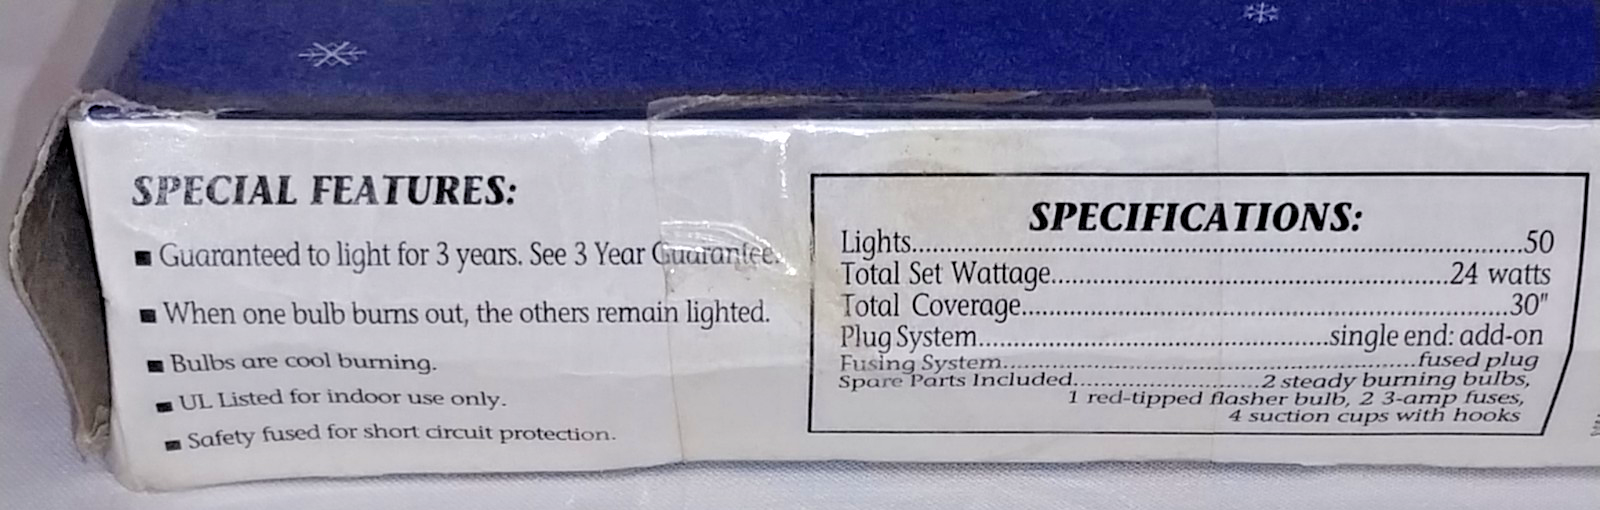 SPECIAL FEATURES:
■ Guaranteed to light for 3 years. See 3 Year Guarantee.
■ When one bulb burns out, the others remain lighted.
■ Bulbs are cool burning.
■ UL Listed for indoor use only.
■ Safety fused for short circuit protection.
SPECIFICATIONS:
Lights..........50
Total Set Wattage..........24 watts
Total Coverage..........30"
Plug System..........single end: add-on
Fusing System..........fused plug
Spare Parts Included..........2 steady burning bulbs,
1 red-tipped flasher bulb, 2 3-amp fuses,
4 suction cups with hooks